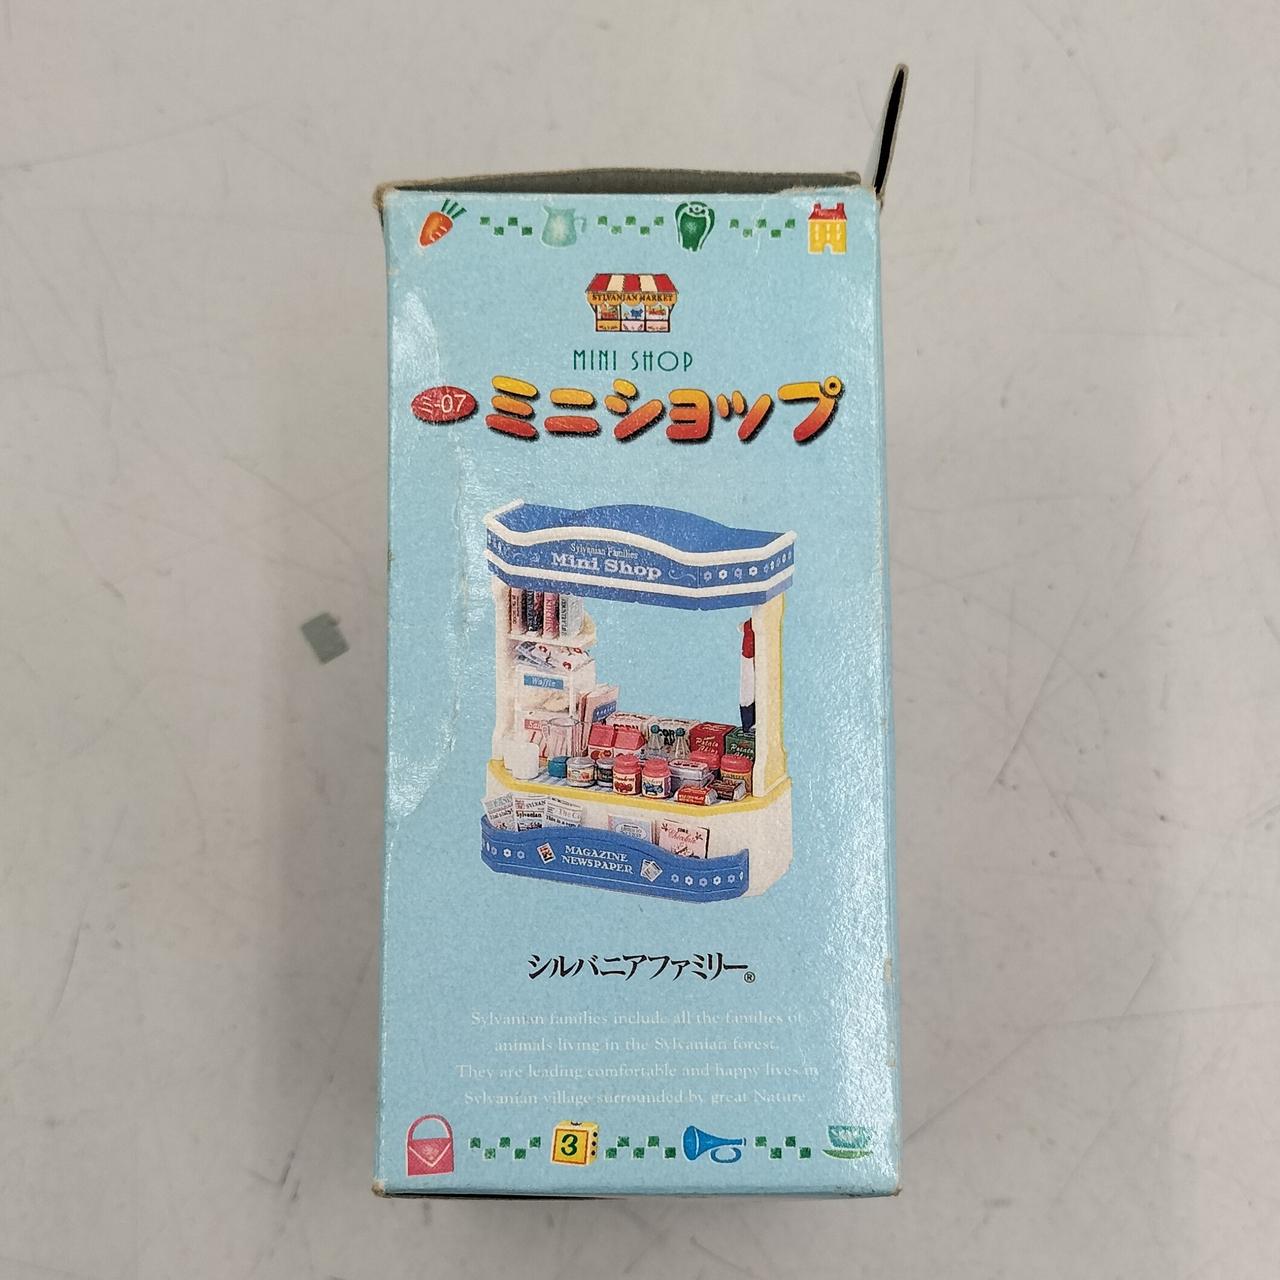 SYLVANIAN MARKET
MINI SHOP
ミ-07 ミニショップ
Sylvanian Families
Mini Shop
Waffle
Potato
Sylvanian
Chocolate
MAGAZINE
NEWSPAPER
シルバニアファミリー®
Sylvanian families include all the families of
animals living in the Sylvanian forest.
They are leading comfortable and happy lives in
Sylvanian village surrounded by great Nature
3